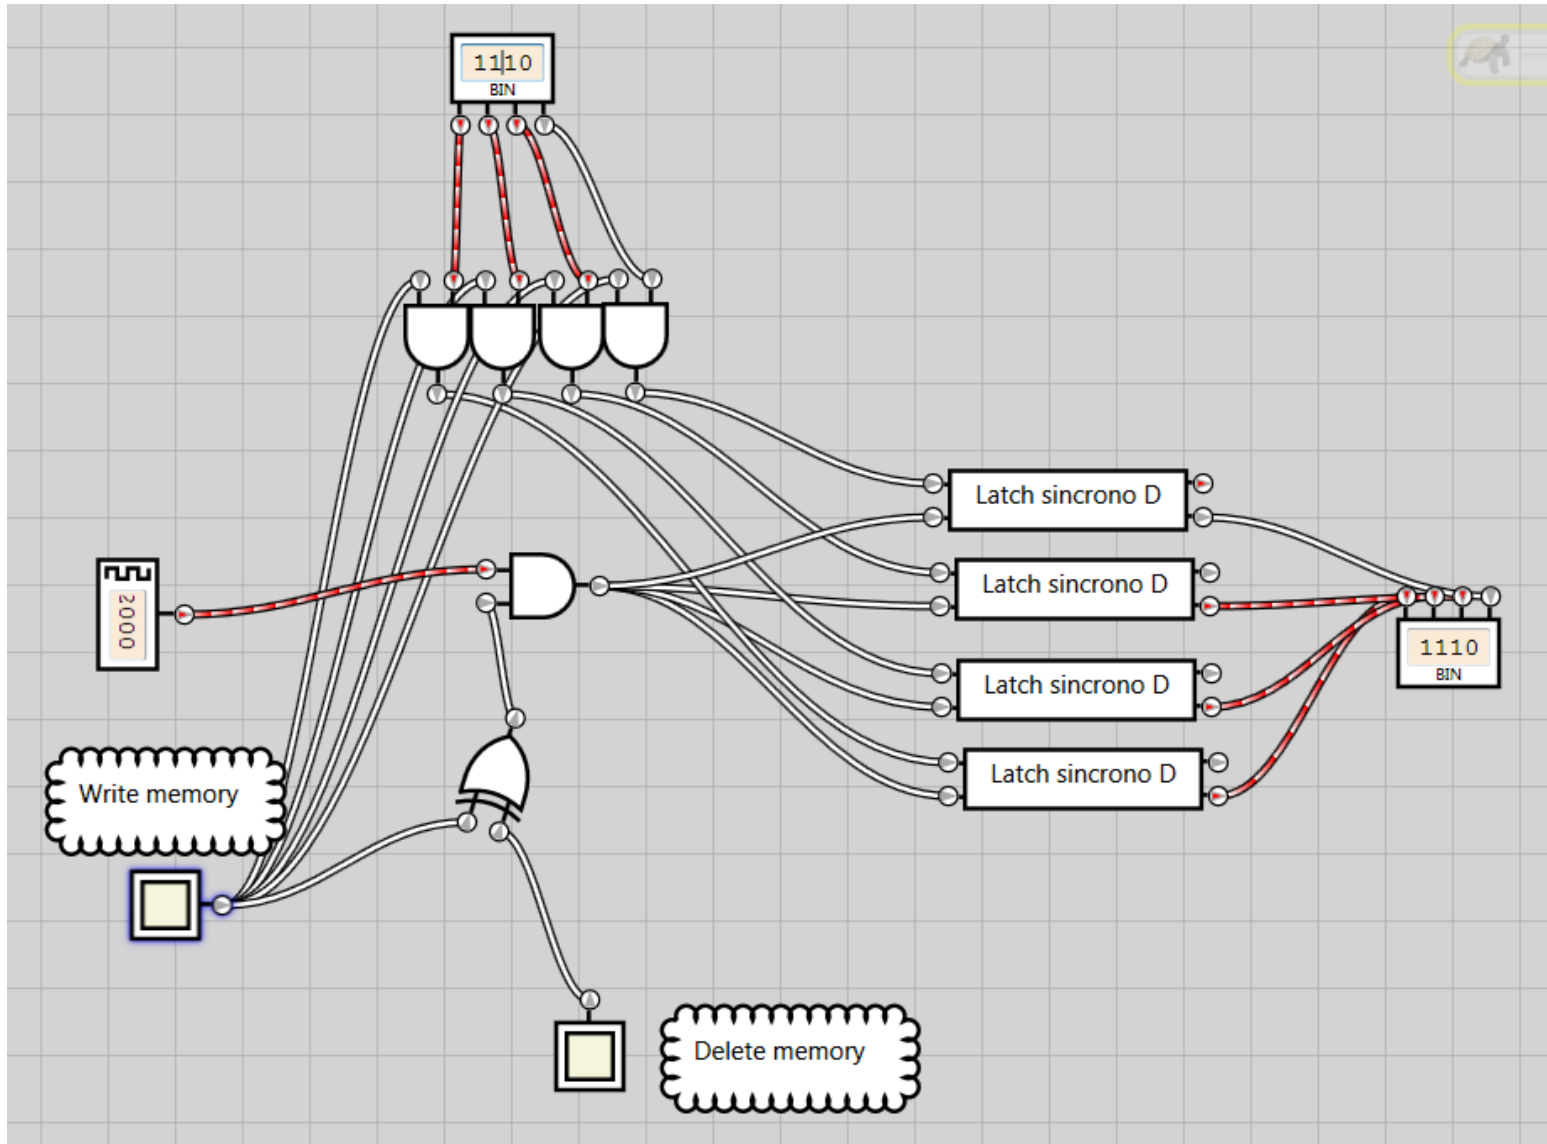 1110
BIN
Latch sincrono D
Latch sincrono D
2000
1110
BIN
Latch sincrono D
Latch sincrono D
Write memory
Delete memory